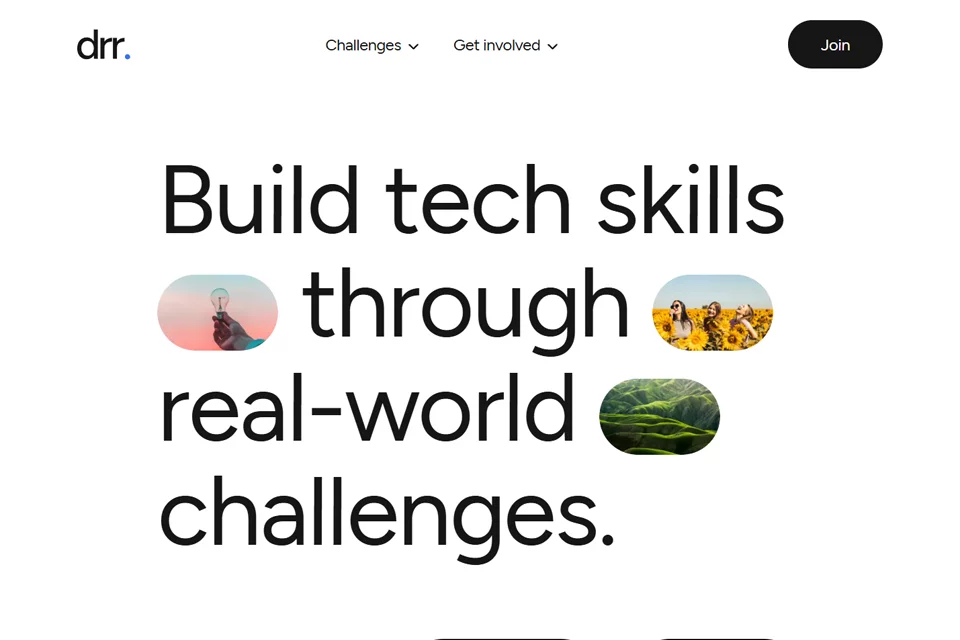 drr.
Challenges
Get involved
Join
Build tech skills
through
real-world
challenges.